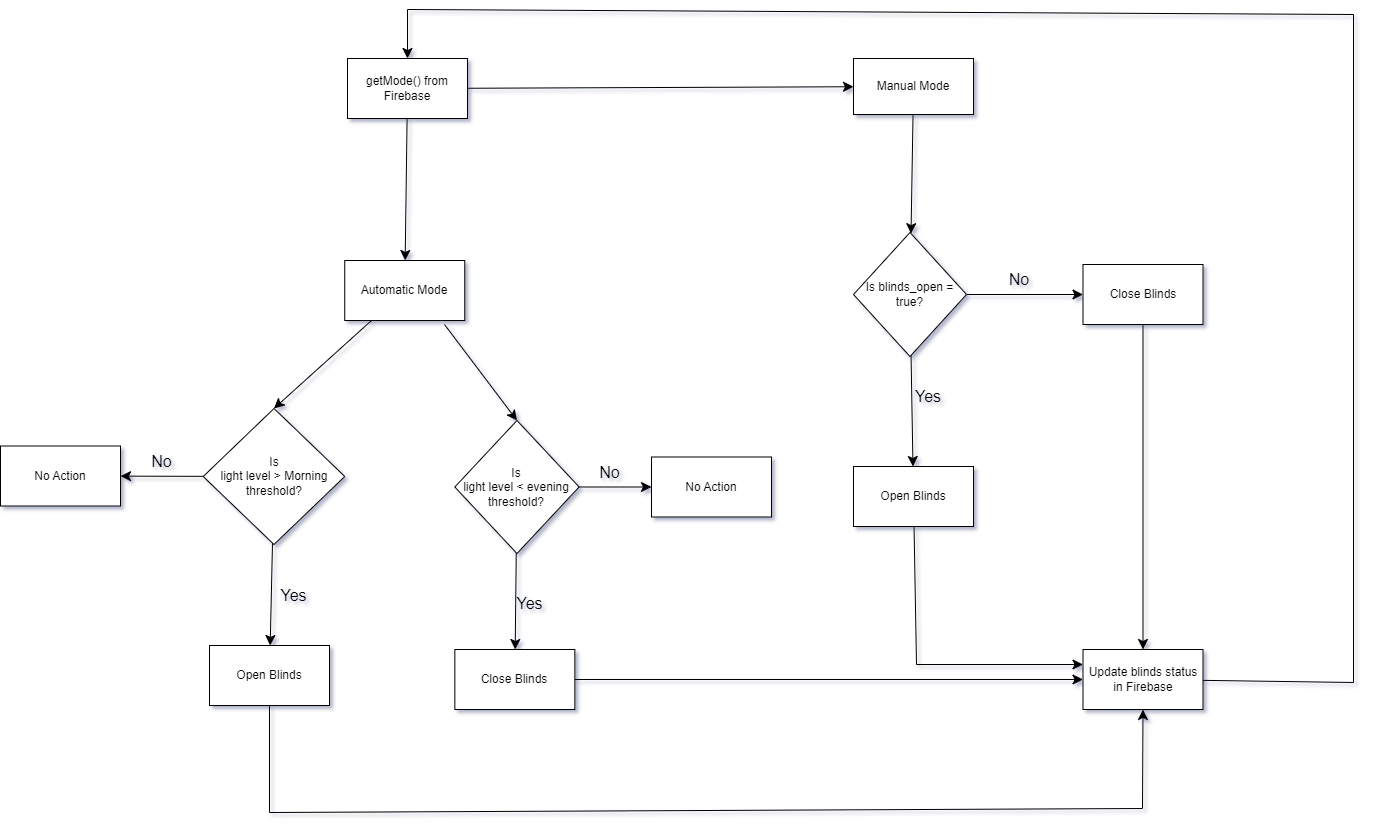 getMode() from
Firebase
Manual Mode
Automatic Mode
Is blinds_open =
true?
No
Close Blinds
Yes
Is
light level > Morning
threshold?
No
No Action
Is
light level < evening
threshold?
No
No Action
Open Blinds
Yes
Yes
Open Blinds
Close Blinds
Update blinds status
in Firebase